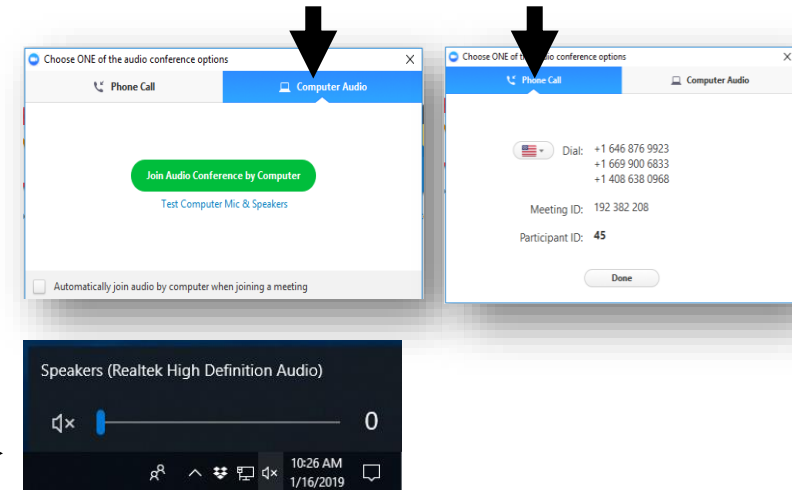 Choose ONE of the audio conference options
Phone Call
Computer Audio
Join Audio Conference by Computer
Test Computer Mic & Speakers
Automatically join audio by computer when joining a meeting
Choose ONE of audio conference options
Phone Call
Computer Audio
Dial: +1 646 876 9923
+1 669 900 6833
+1 408 638 0968
Meeting ID: 192 382 208
Participant ID: 45
Done
Speakers (Realtek High Definition Audio)
0
10:26 AM
1/16/2019